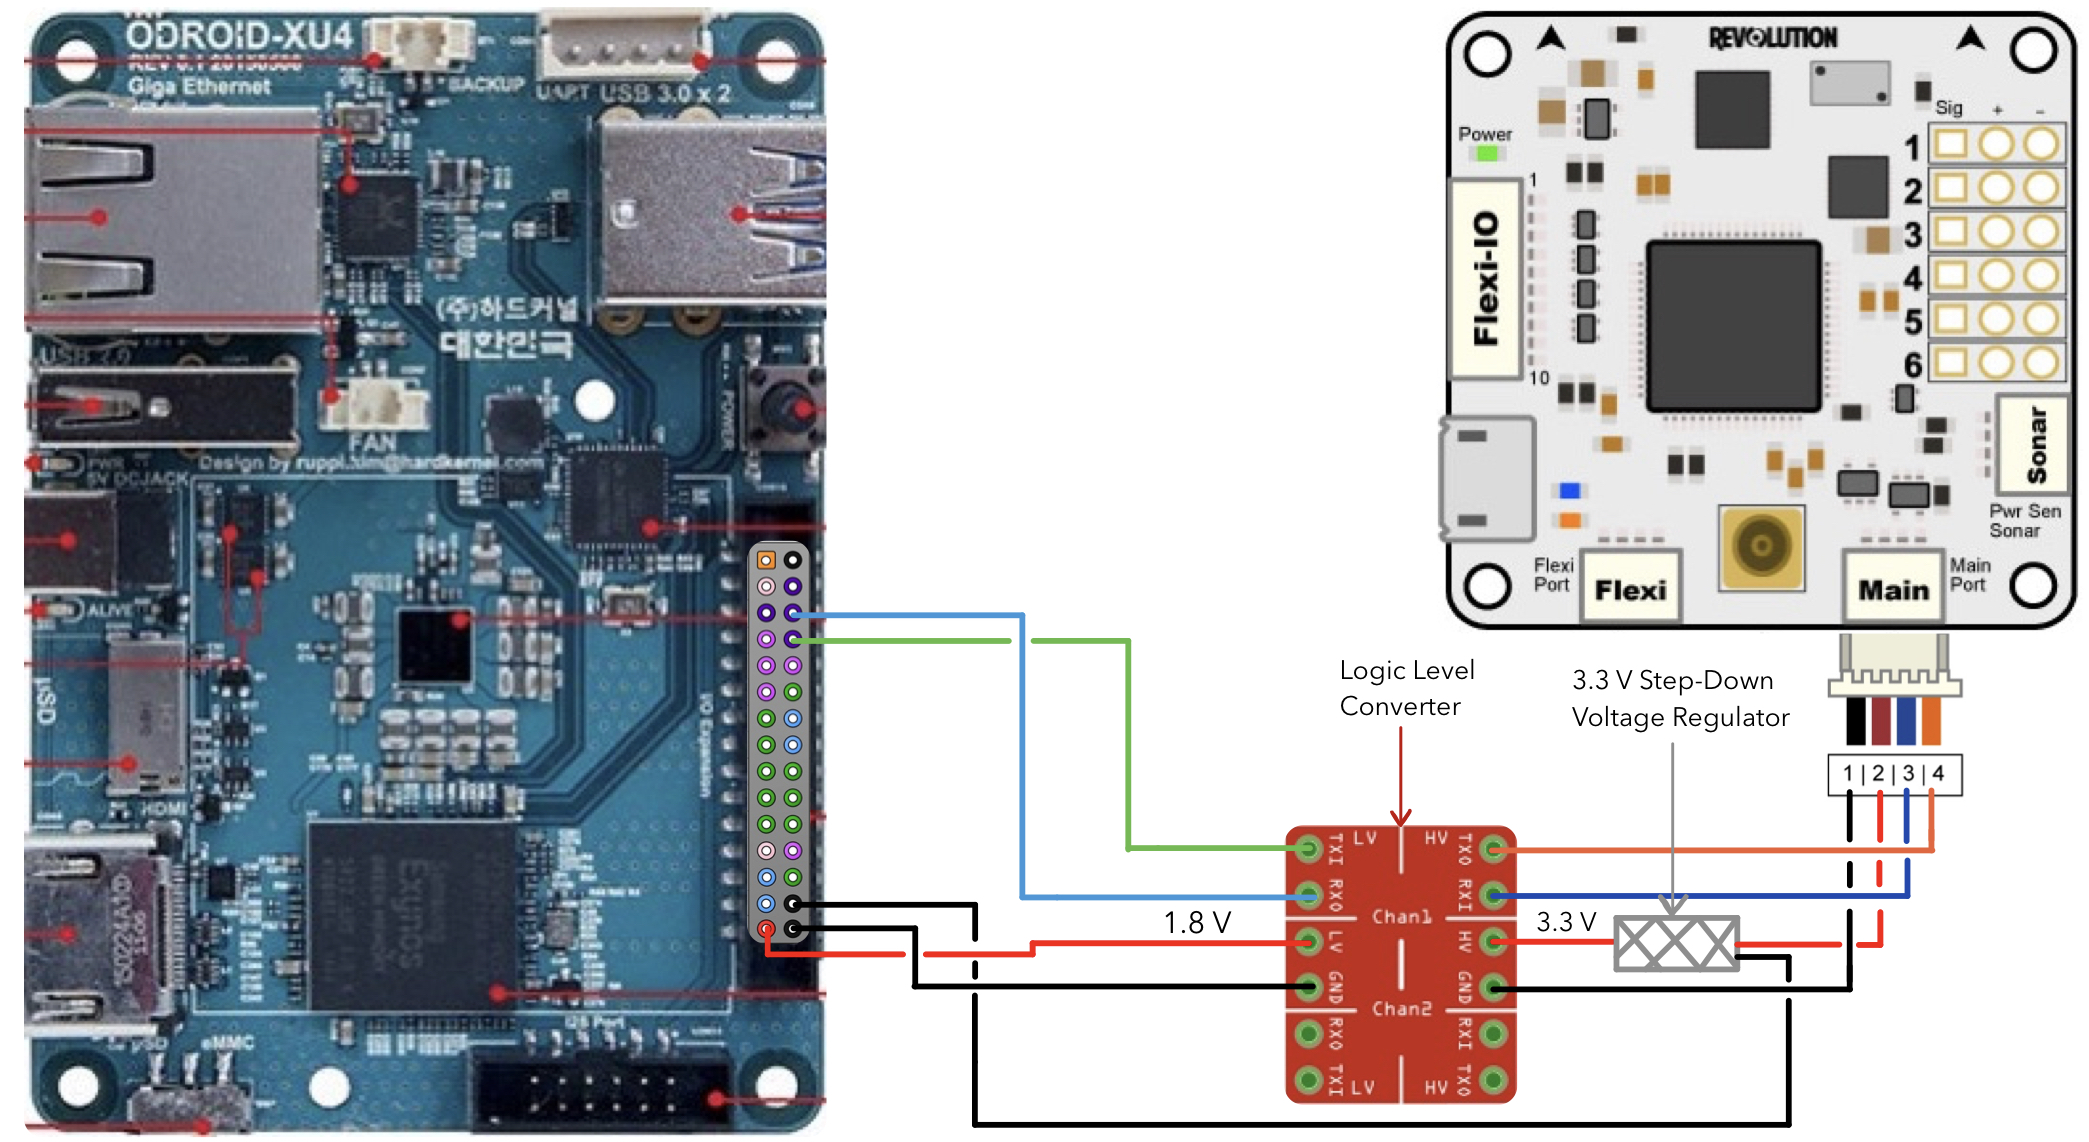 ODROID-XU4
REV 0.1 20150506
Giga Ethernet
BACKUP
UART
USB 3.0 x 2
(주)하드커널
대한민국
USB 2.0
FAN
POWER
Design by ruppi.kim@hardkernel.com
PWR
5V DCJACK
ALIVE
μSD
HDMI
I/O Expansion
Exynos
I2S Port
μSD
eMMC
1.8 V
Logic Level
Converter
3.3 V Step-Down
Voltage Regulator
LV
HV
TXI
TXO
RXO
RXI
Chan1
LV
HV
GND
GND
Chan2
RXO
RXI
TXI
TXO
LV
HV
3.3 V
REVOLUTION
Power
Sig + -
1
2
3
4
5
6
Flexi-IO
1
10
Sonar
Pwr Sen
Sonar
Flexi
Port
Flexi
Main
Main
Port
1 | 2 | 3 | 4